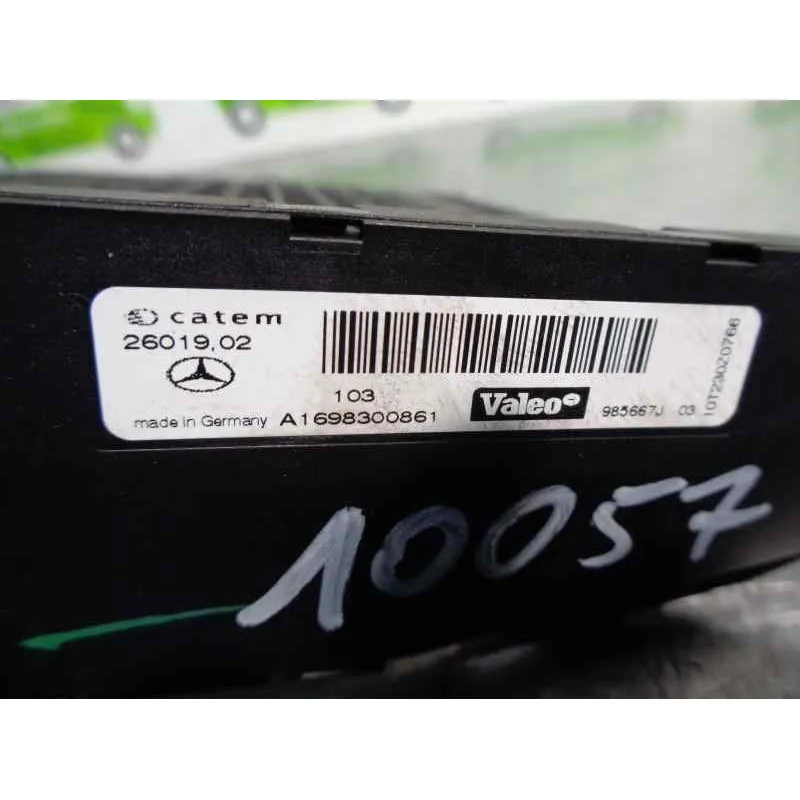 catem
26019,02
103
made in Germany A1698300861
Valeo
985667J 03
10T23020766
10057